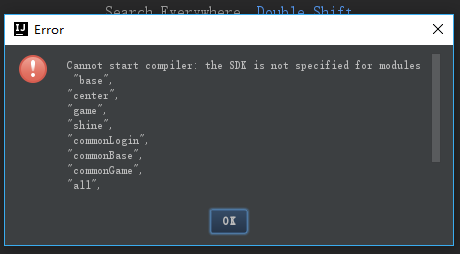 Search Everywhere Double Shift
IJ Error
Cannot start compiler: the SDK is not specified for modules
"base",
"center",
"game",
"shine",
"commonLogin",
"commonBase",
"commonGame",
"all",
OK